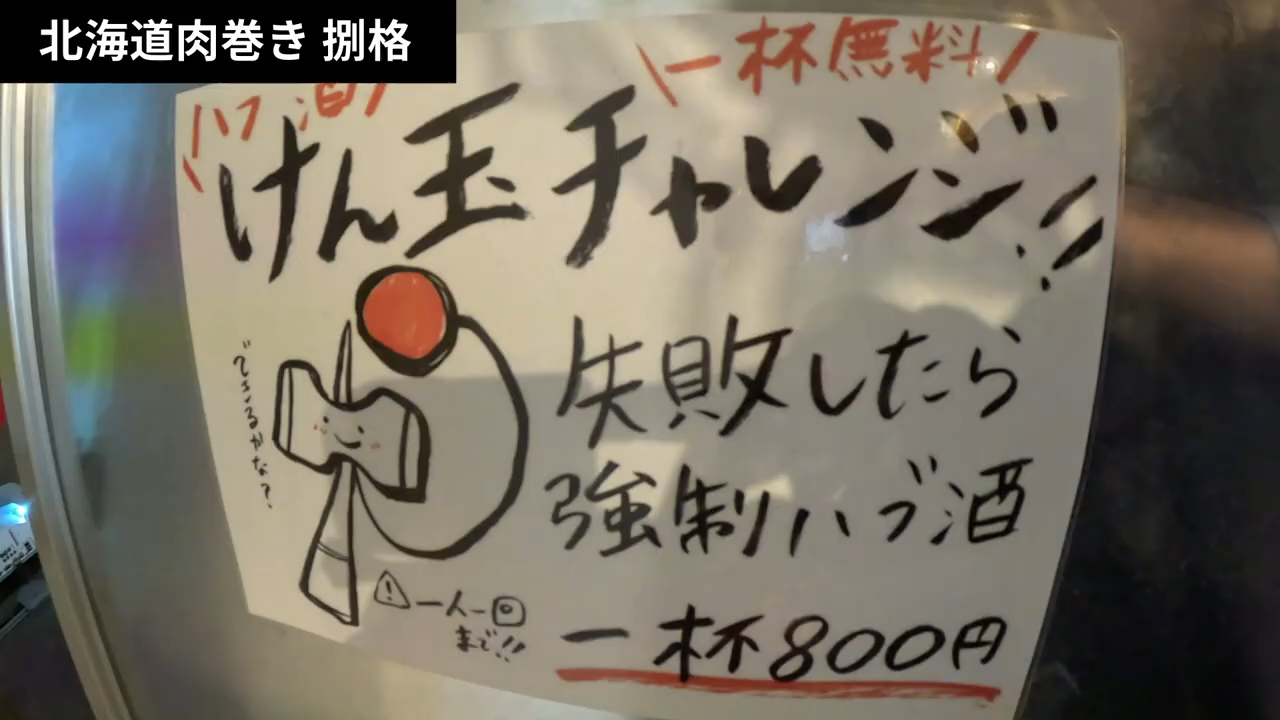 北海道肉巻き 捌格
ハブ酒
一杯無料
けん玉チャレンジ!!
できるかな?
失敗したら
強制ハブ酒
⚠一人一回
まで!!
一杯800円